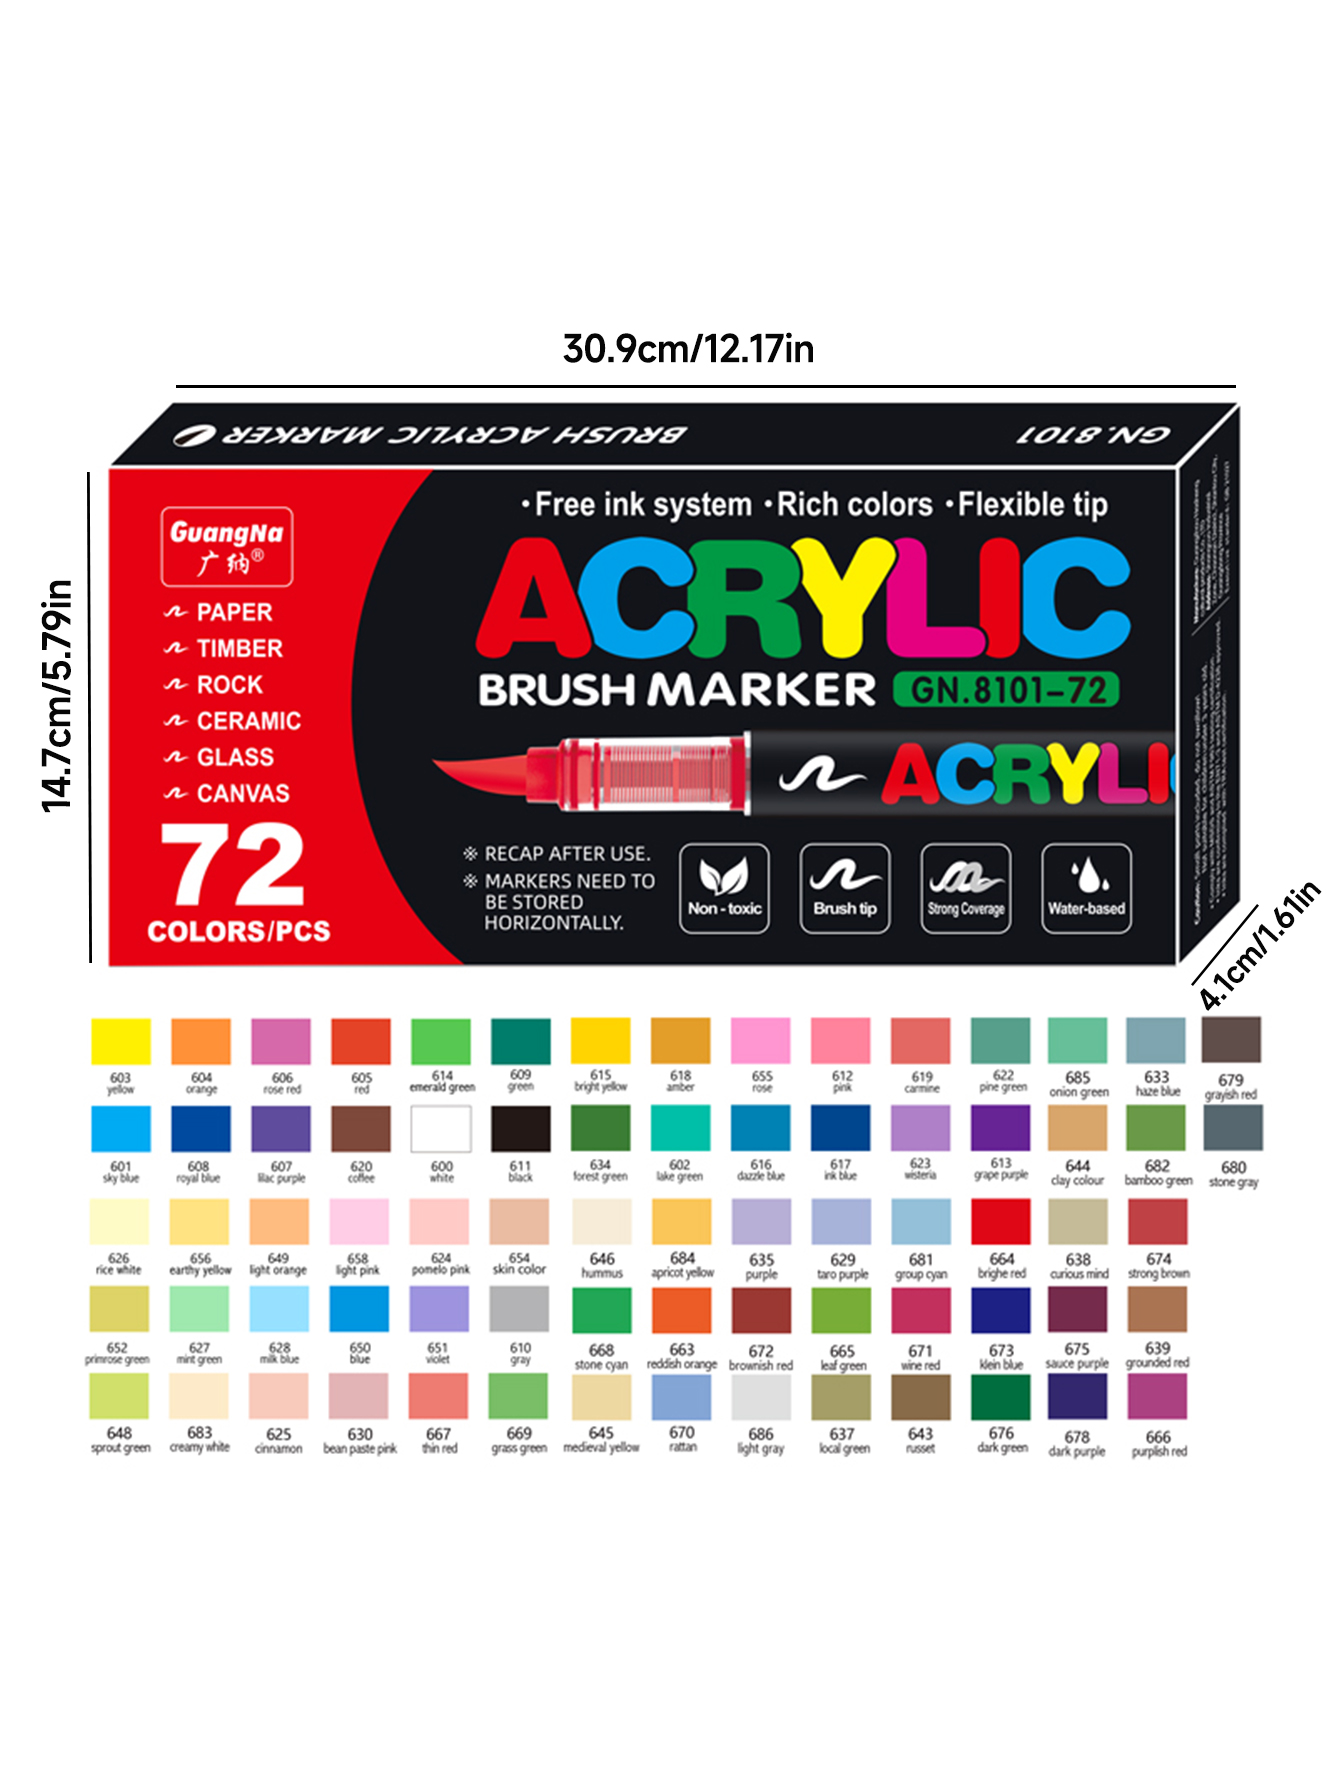 30.9cm/12.17in
BRUSH ACRYLIC MARKER
GN.8101
14.7cm/5.79in
4.1cm/1.61in
GuangNa
广纳®
PAPER
TIMBER
ROCK
CERAMIC
GLASS
CANVAS
72
COLORS/PCS
·Free ink system ·Rich colors ·Flexible tip
ACRYLIC
BRUSH MARKER GN.8101-72
ACRYLI
※ RECAP AFTER USE.
※ MARKERS NEED TO
BE STORED
HORIZONTALLY.
Non-toxic
Brush tip
Strong Coverage
Water-based
603 604 606 605 614 609 615 618 655 612 619 622 685 633 679
yellow orange rose red red emerald green green bright yellow amber rose pink carmine pine green onion green haze blue grayish red
601 608 607 620 600 611 634 602 616 617 623 613 644 682 680
sky blue royal blue lilac purple coffee white black forest green lake green dazzle blue ink blue wisteria grape purple clay colour bamboo green stone gray
626 656 649 658 624 654 646 684 635 629 681 664 638 674
rice white earthy yellow light orange light pink pomelo pink skin color hummus apricot yellow purple taro purple group cyan brighe red curious mind strong brown
652 627 628 650 651 610 668 663 672 665 671 673 675 639
primrose green mint green milk blue blue violet gray stone cyan reddish orange brownish red leaf green wine red klein blue sauce purple grounded red
648 683 625 630 667 669 645 670 686 637 643 676 678 666
sprout green creamy white cinnamon bean paste pink thin red grass green medieval yellow rattan light gray local green russet dark green dark purple purplish red